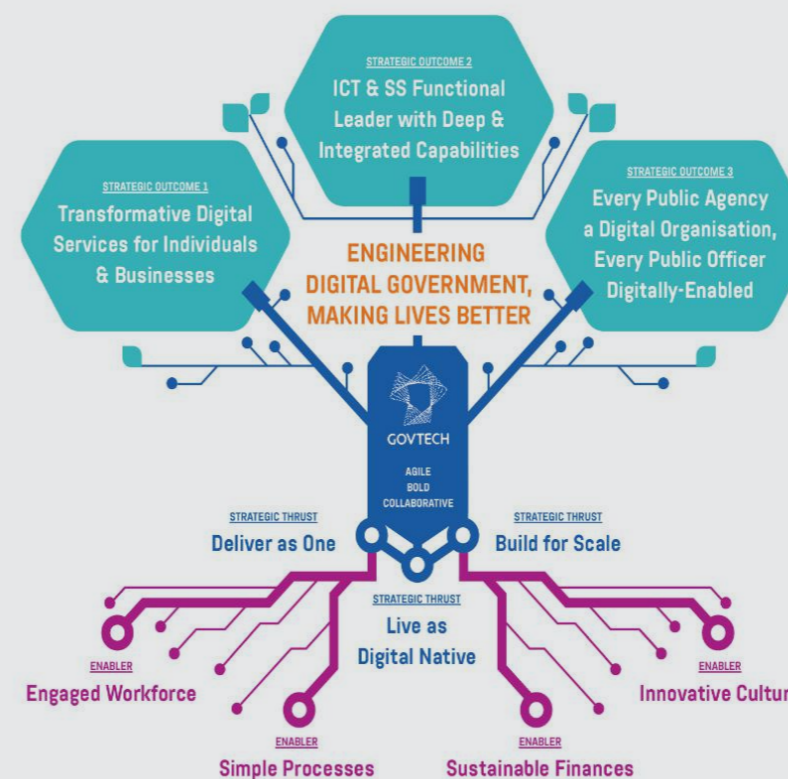 STRATEGIC OUTCOME 2
ICT & SS Functional
Leader with Deep &
Integrated Capabilities
STRATEGIC OUTCOME 1
Transformative Digital
Services for Individuals
& Businesses
STRATEGIC OUTCOME 3
Every Public Agency
a Digital Organisation,
Every Public Officer
Digitally-Enabled
ENGINEERING
DIGITAL GOVERNMENT,
MAKING LIVES BETTER
GOVTECH
AGILE
BOLD
COLLABORATIVE
STRATEGIC THRUST
Deliver as One
STRATEGIC THRUST
Build for Scale
STRATEGIC THRUST
Live as
Digital Native
ENABLER
Engaged Workforce
ENABLER
Innovative Cultur
ENABLER
Simple Processes
ENABLER
Sustainable Finances